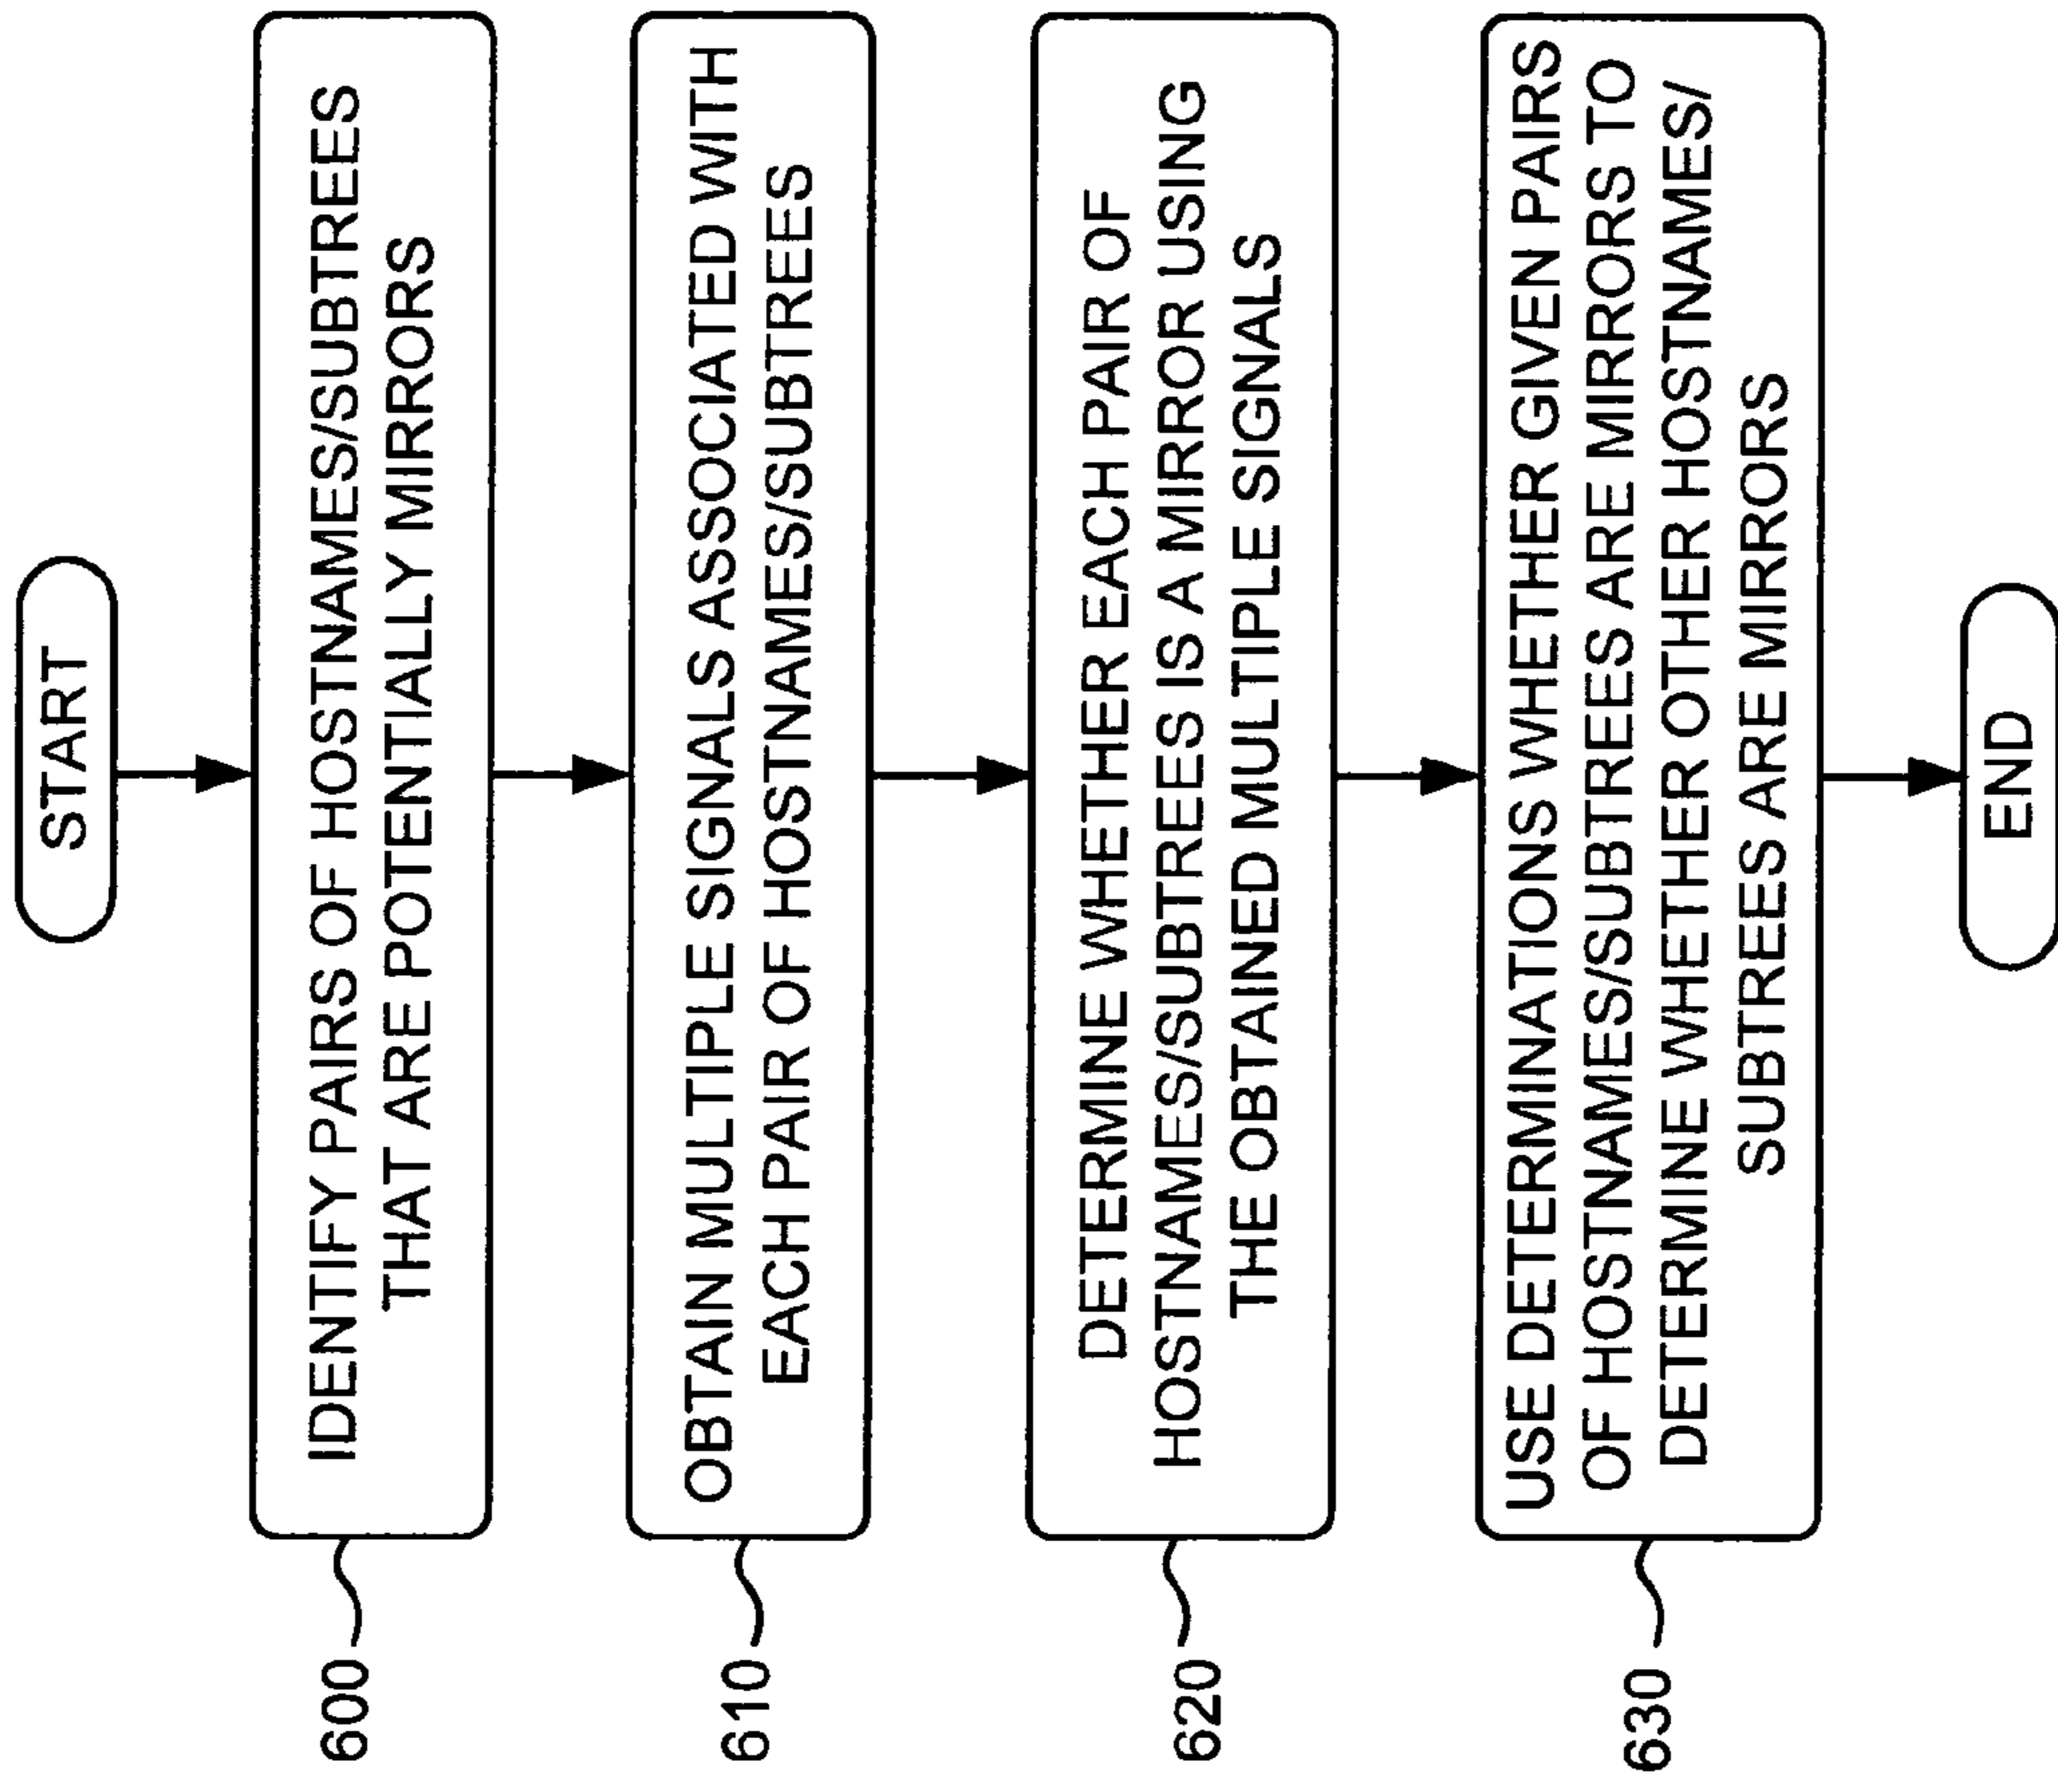 START
IDENTIFY PAIRS OF HOSTNAMES/SUBTREES
THAT ARE POTENTIALLY MIRRORS
600
OBTAIN MULTIPLE SIGNALS ASSOCIATED WITH
EACH PAIR OF HOSTNAMES/SUBTREES
610
DETERMINE WHETHER EACH PAIR OF
HOSTNAMES/SUBTREES IS A MIRROR USING
THE OBTAINED MULTIPLE SIGNALS
620
USE DETERMINATIONS WHETHER GIVEN PAIRS
OF HOSTNAMES/SUBTREES ARE MIRRORS TO
DETERMINE WHETHER OTHER HOSTNAMES/
SUBTREES ARE MIRRORS
630
END